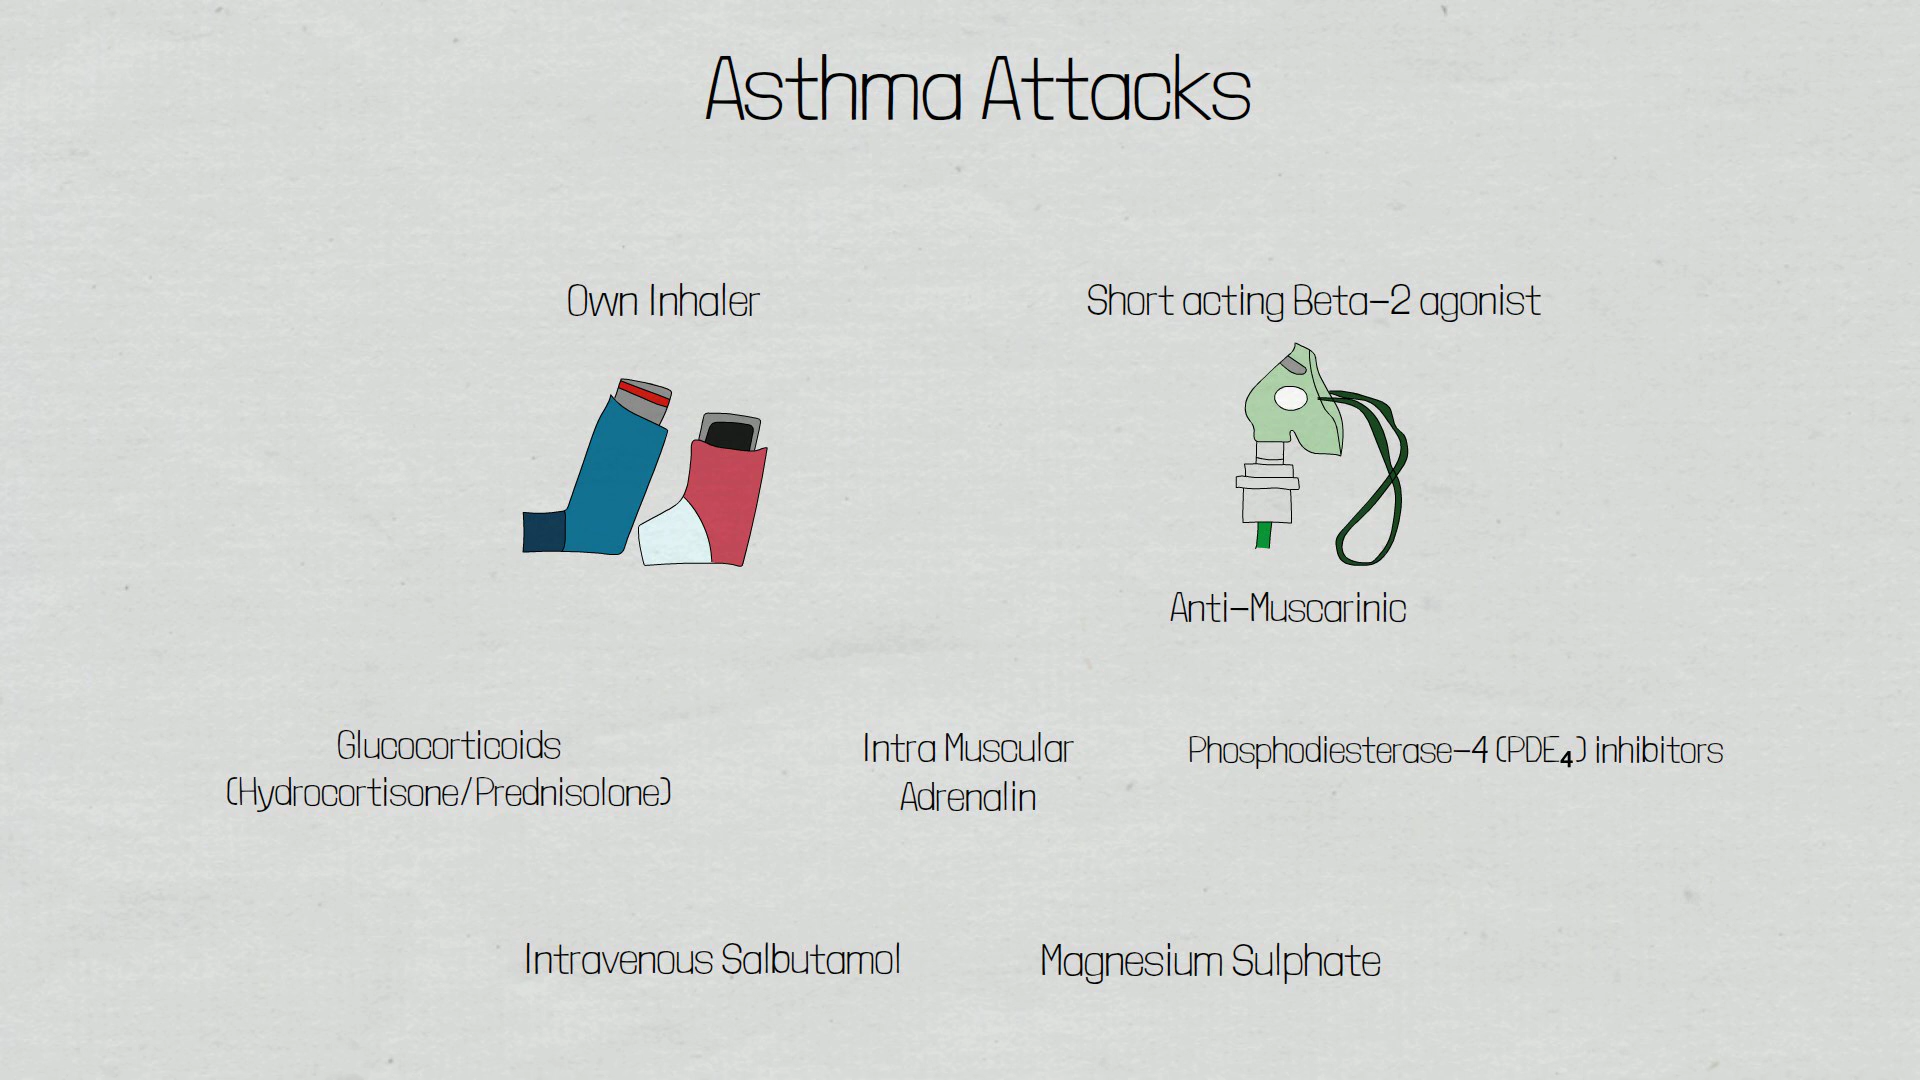 Asthma Attacks
Own Inhaler
Short acting Beta-2 agonist
Anti-Muscarinic
Glucocorticoids
(Hydrocortisone/Prednisolone)
Intra Muscular
Adrenalin
Phosphodiesterase-4 (PDE₄) inhibitors
Intravenous Salbutamol
Magnesium Sulphate